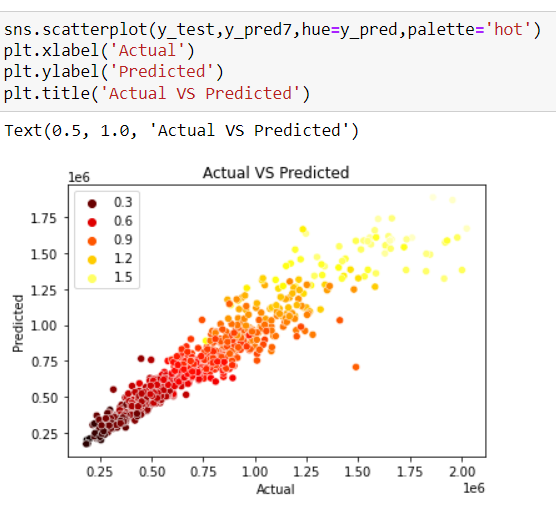 sns.scatterplot(y_test,y_pred7,hue=y_pred,palette='hot')
plt.xlabel('Actual')
plt.ylabel('Predicted')
plt.title('Actual VS Predicted')
Text(0.5, 1.0, 'Actual VS Predicted')
1e6
Actual VS Predicted
0.3
0.6
0.9
1.2
1.5
1.75
1.50
1.25
1.00
0.75
0.50
0.25
Predicted
0.25 0.50 0.75 1.00 1.25 1.50 1.75 2.00
Actual
1e6